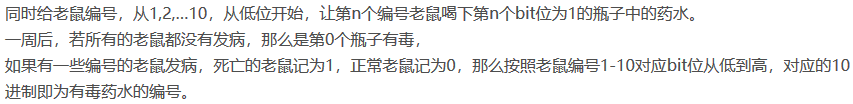 同时给老鼠编号，从1,2,...10，从低位开始，让第n个编号老鼠喝下第n个bit位为1的瓶子中的药水。
一周后，若所有的老鼠都没有发病，那么是第0个瓶子有毒，
如果有一些编号的老鼠发病，死亡的老鼠记为1，正常老鼠记为0，那么按照老鼠编号1-10对应bit位从低到高，对应的10
进制即为有毒药水的编号。